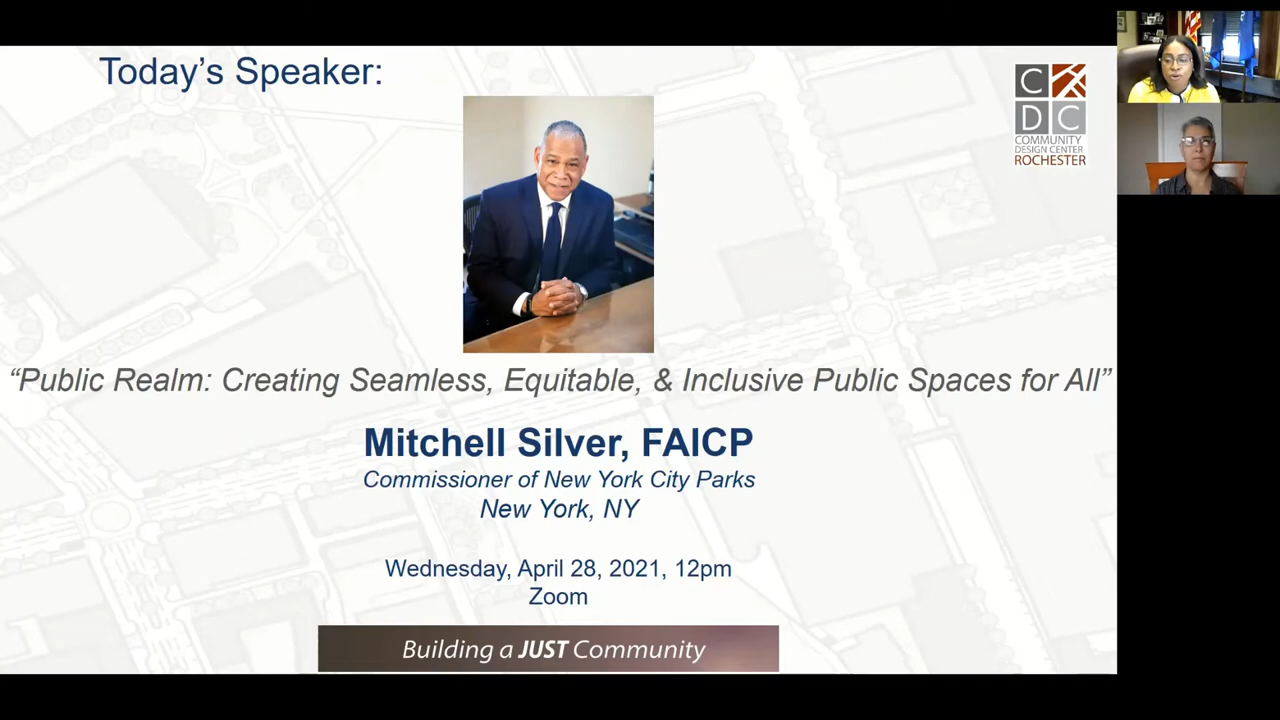 Today's Speaker:
C
DC
COMMUNITY
DESIGN CENTER
ROCHESTER
“Public Realm: Creating Seamless, Equitable, & Inclusive Public Spaces for All”
Mitchell Silver, FAICP
Commissioner of New York City Parks
New York, NY
Wednesday, April 28, 2021, 12pm
Zoom
Building a JUST Community